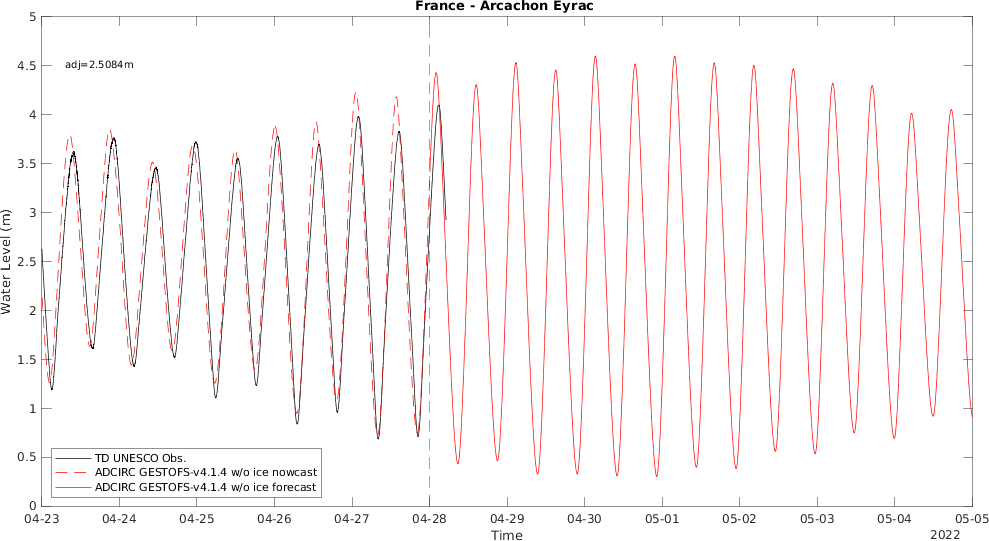 France - Arcachon Eyrac
adj=2.5084m
5
4.5
4
3.5
3
2.5
2
1.5
1
0.5
0
Water Level (m)
TD UNESCO Obs.
ADCIRC GESTOFS-v4.1.4 w/o ice nowcast
ADCIRC GESTOFS-v4.1.4 w/o ice forecast
04-23 04-24 04-25 04-26 04-27 04-28 04-29 04-30 05-01 05-02 05-03 05-04 05-05
Time
2022